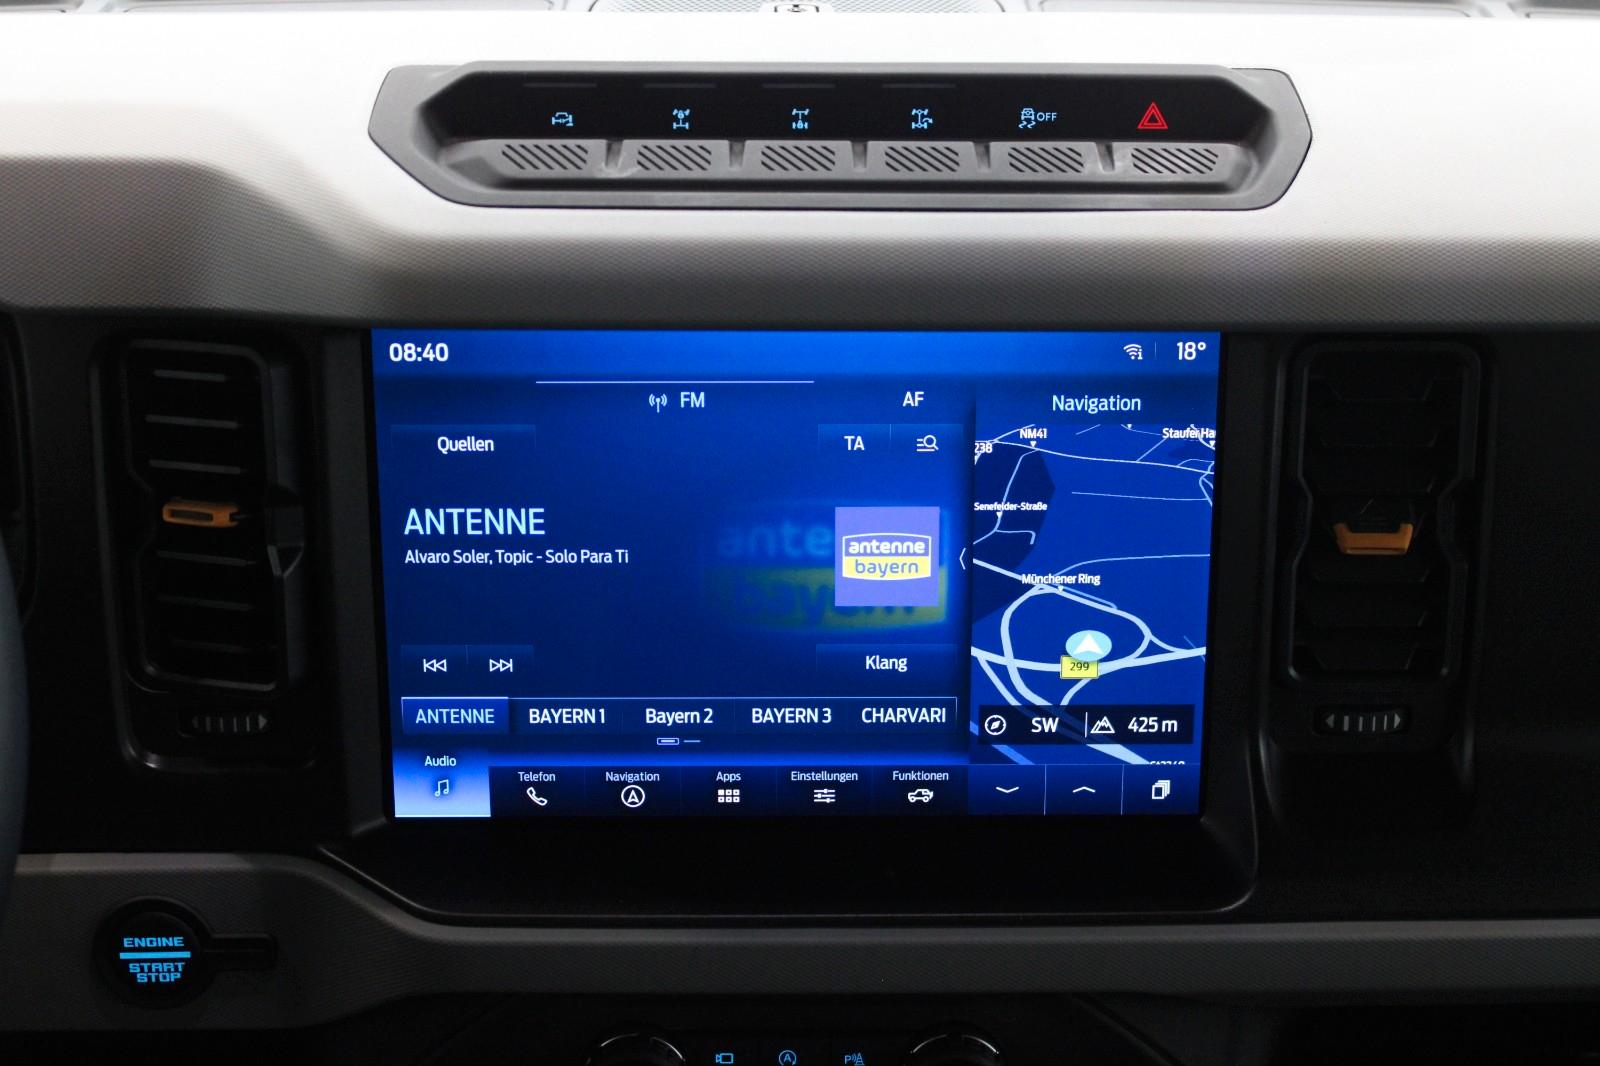 OFF
08:40
18°
FM
AF
Navigation
Quellen
TA
NM41
Staufer Ha
238
Senefelder-Straße
ANTENNE
Alvaro Soler, Topic - Solo Para Ti
antenne
bayern
Münchener Ring
299
Klang
ANTENNE
BAYERN 1
Bayern 2
BAYERN 3
CHARVARI
SW
425 m
Audio
Telefon
Navigation
Apps
Einstellungen
Funktionen
ENGINE
START
STOP